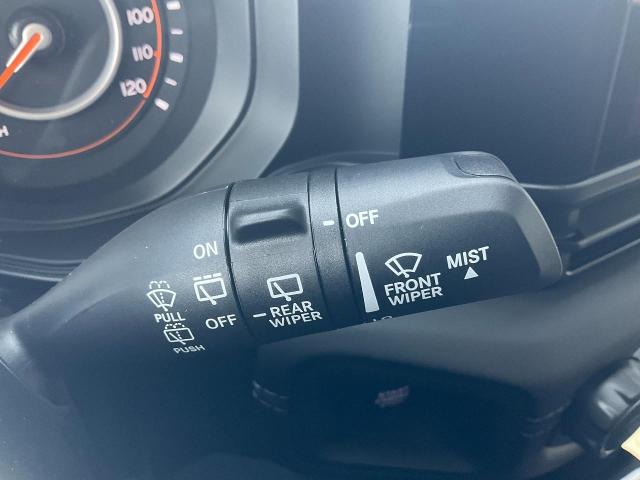 100
110
120
H
OFF
ON
MIST
FRONT
WIPER
PULL
OFF
REAR
WIPER
PUSH